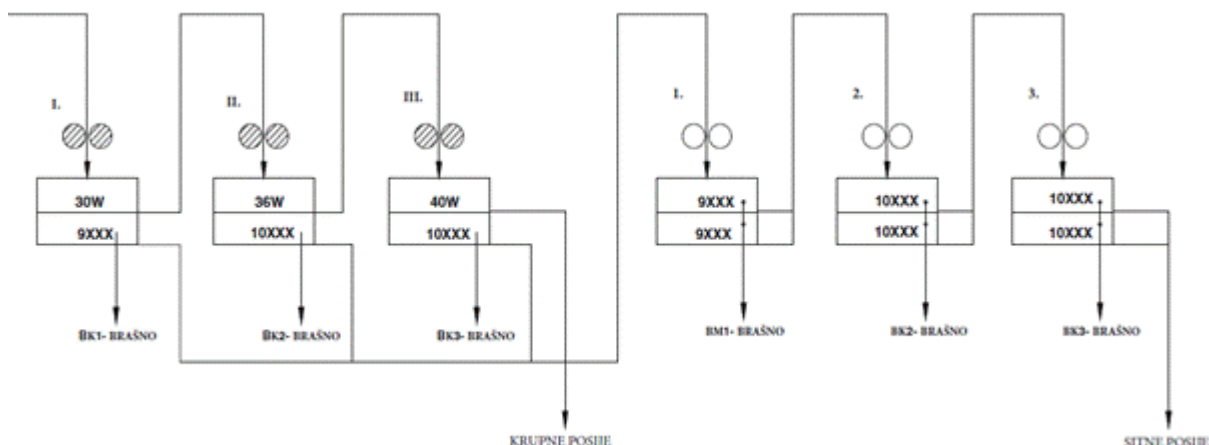 I. II. III. 1. 2. 3.
30W 36W 40W 9XXX 10XXX 10XXX
9XXX 10XXX 10XXX 9XXX 10XXX 10XXX
BK1- BRAŠNO BK2- BRAŠNO BK3- BRAŠNO BM1- BRAŠNO BK2- BRAŠNO BK3- BRAŠNO
KRUPNE POSIJE SITNE POSIJE